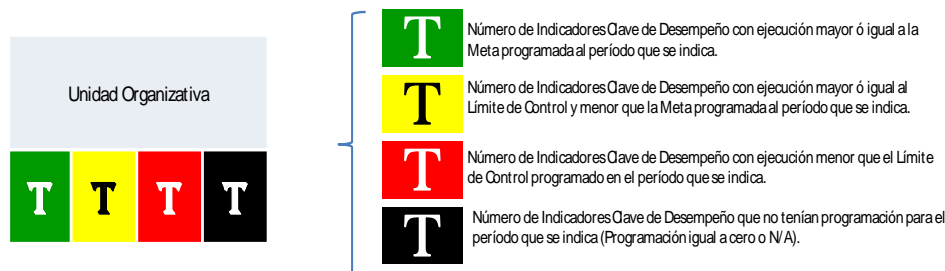 Unidad Organizativa
T T T T
T
Número de Indicadores Clave de Desempeño con ejecución mayor ó igual a la
Meta programada al período que se indica.
T
Número de Indicadores Clave de Desempeño con ejecución mayor ó igual al
Límite de Control y menor que la Meta programada al período que se indica.
T
Número de Indicadores Clave de Desempeño con ejecución menor que el Límite
de Control programado en el período que se indica.
T
Número de Indicadores Clave de Desempeño que no tenían programación para el
período que se indica (Programación igual a cero o N/A).